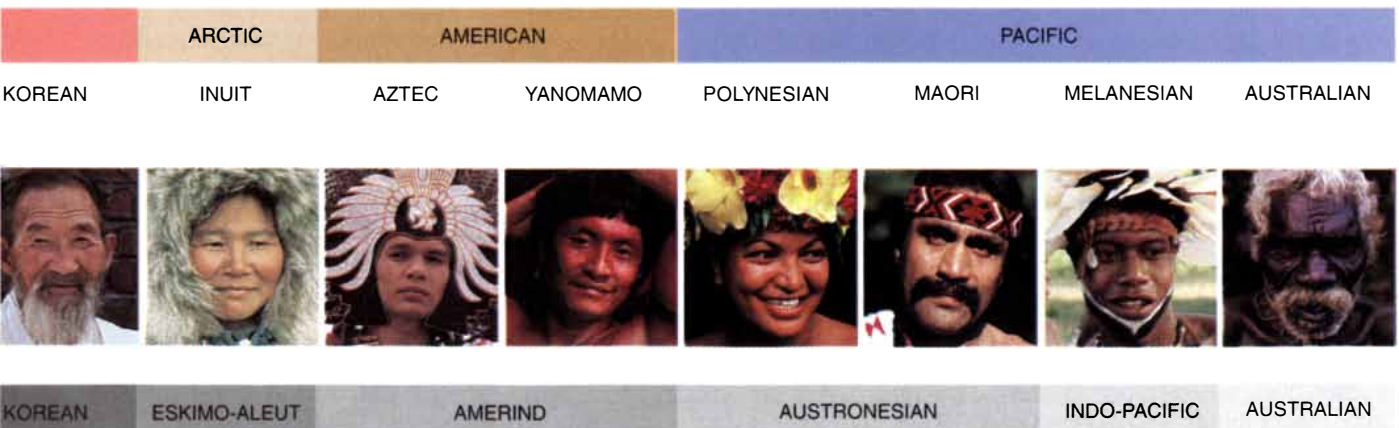 ARCTIC AMERICAN PACIFIC
KOREAN INUIT AZTEC YANOMAMO POLYNESIAN MAORI MELANESIAN AUSTRALIAN
KOREAN ESKIMO-ALEUT AMERIND AUSTRONESIAN INDO-PACIFIC AUSTRALIAN